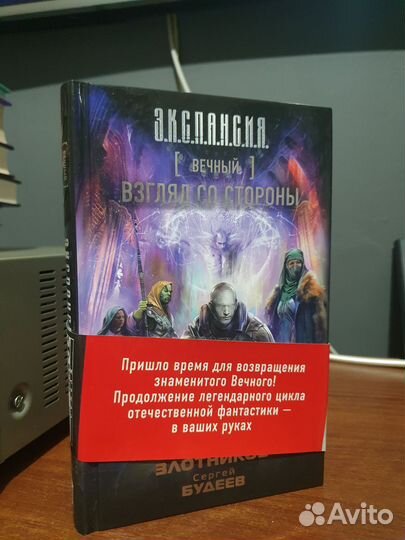 Э.К.С.П.А.Н.С.И.Я.
[ ВЕЧНЫЙ ]
ВЗГЛЯД СО СТОРОНЫ
Пришло время для возвращения
знаменитого Вечного!
Продолжение легендарного цикла
отечественной фантастики —
в ваших руках
ЗЛОТНИКОВ
Сергей
БУДЕЕВ
Avito